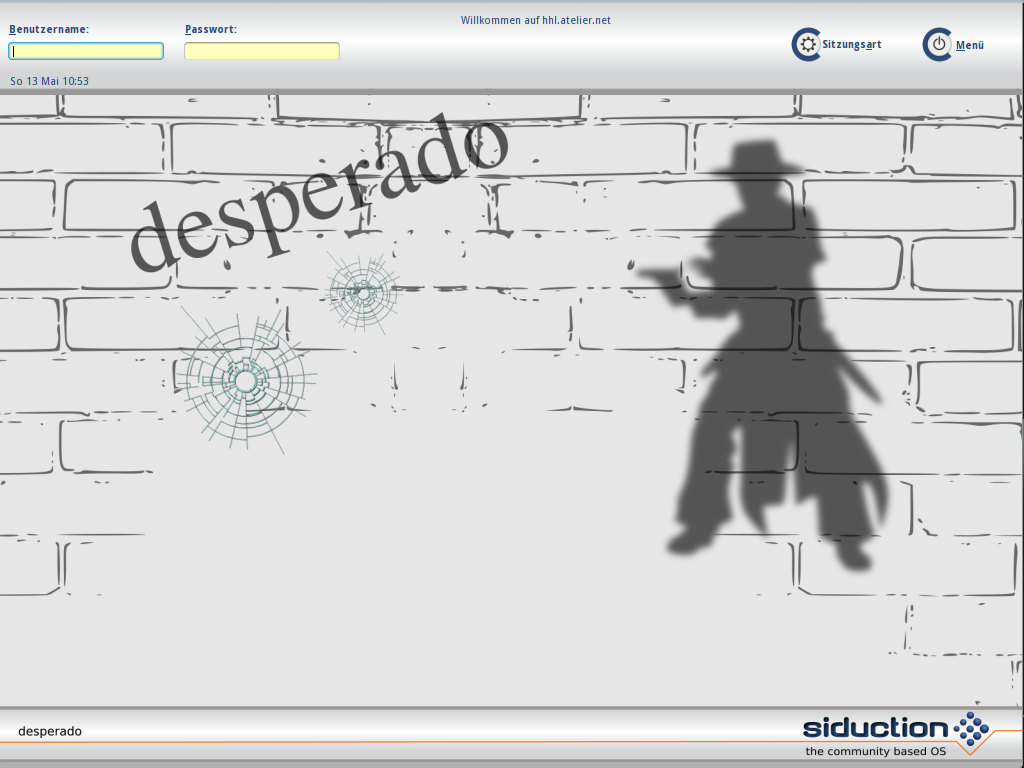 Willkommen auf hhl.atelier.net
Benutzername:
Passwort:
Sitzungsart
Menü
So 13 Mai 10:53
desperado
desperado
siduction
the community based OS